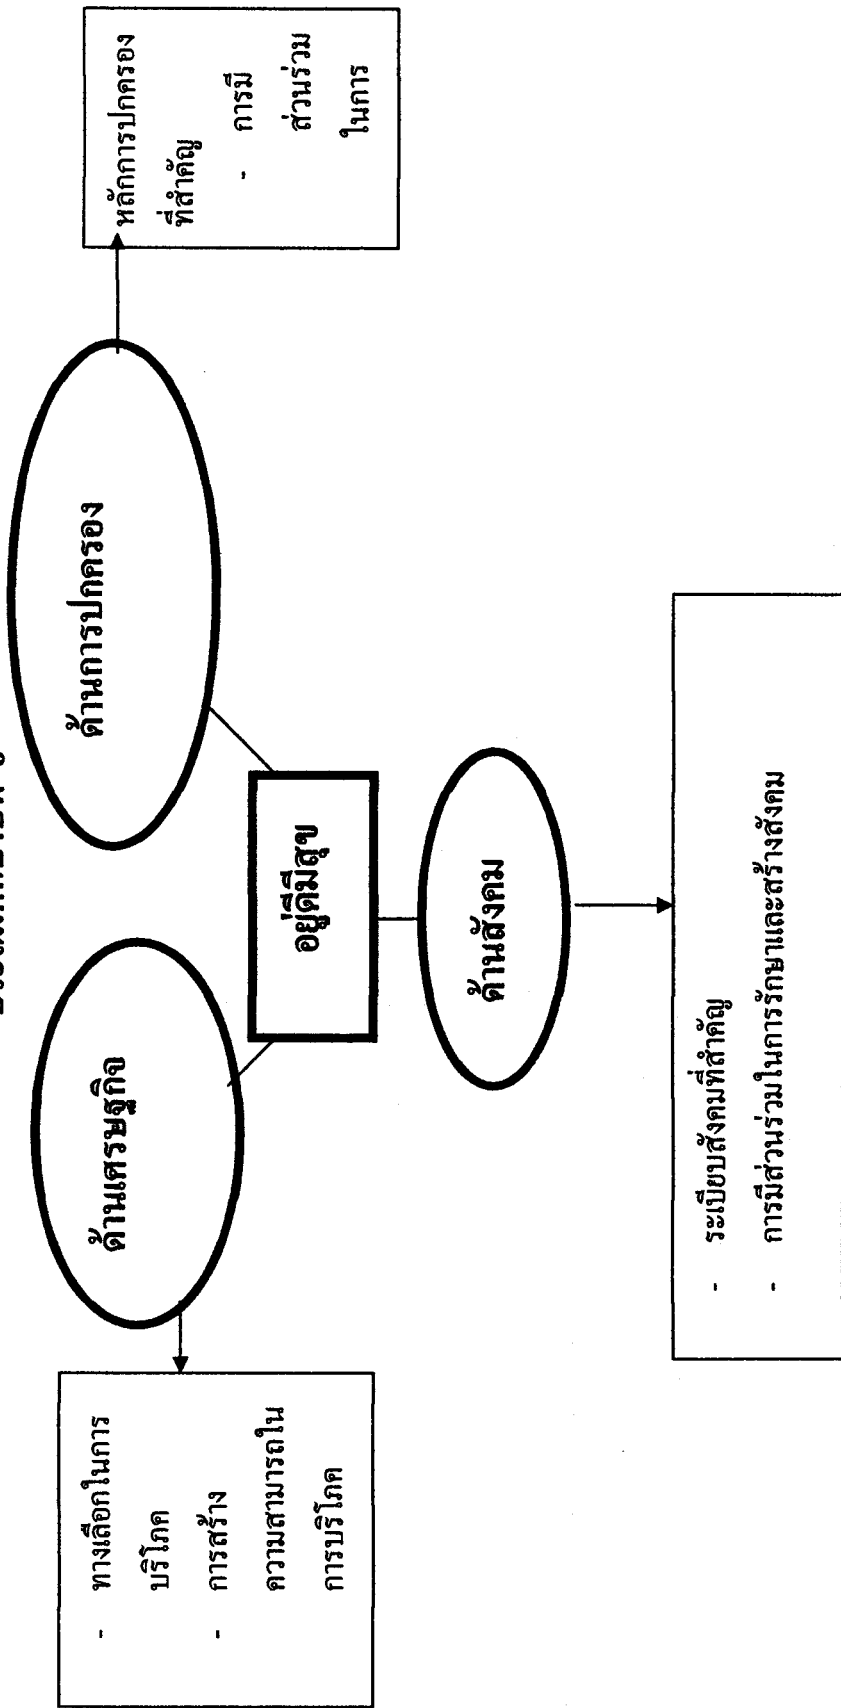 ด้านเศรษฐกิจ
ด้านการปกครอง
อยู่ดีมีสุข
ด้านสังคม
- ทางเลือกในการ
บริโภค
- การสร้าง
ความสามารถใน
การบริโภค
หลักการปกครอง
ที่สำคัญ
- การมี
ส่วนร่วม
ในการ
- ระเบียบสังคมที่สำคัญ
- การมีส่วนร่วมในการรักษาและสร้างสังคม